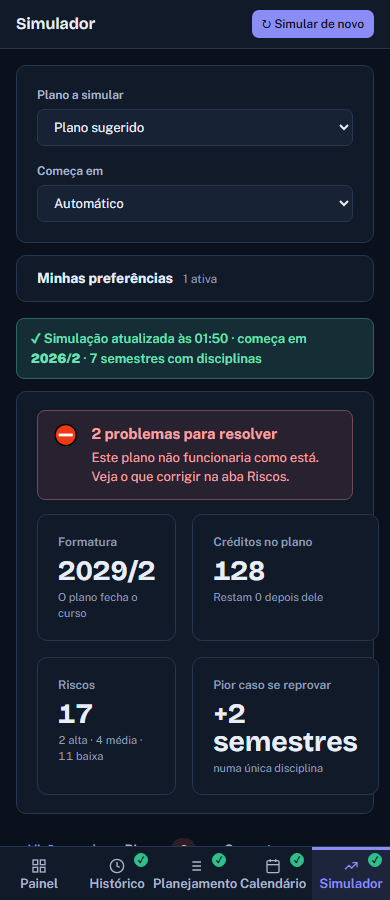 Simulador
↻ Simular de novo
Plano a simular
Plano sugerido
Começa em
Automático
Minhas preferências 1 ativa
✓ Simulação atualizada às 01:50 · começa em
2026/2 · 7 semestres com disciplinas
2 problemas para resolver
Este plano não funcionaria como está.
Veja o que corrigir na aba Riscos.
Formatura
2029/2
O plano fecha o
curso
Créditos no plano
128
Restam 0 depois dele
Riscos
17
2 alta · 4 média ·
11 baixa
Pior caso se reprovar
+2
semestres
numa única disciplina
Painel
Histórico
Planejamento
Calendário
Simulador